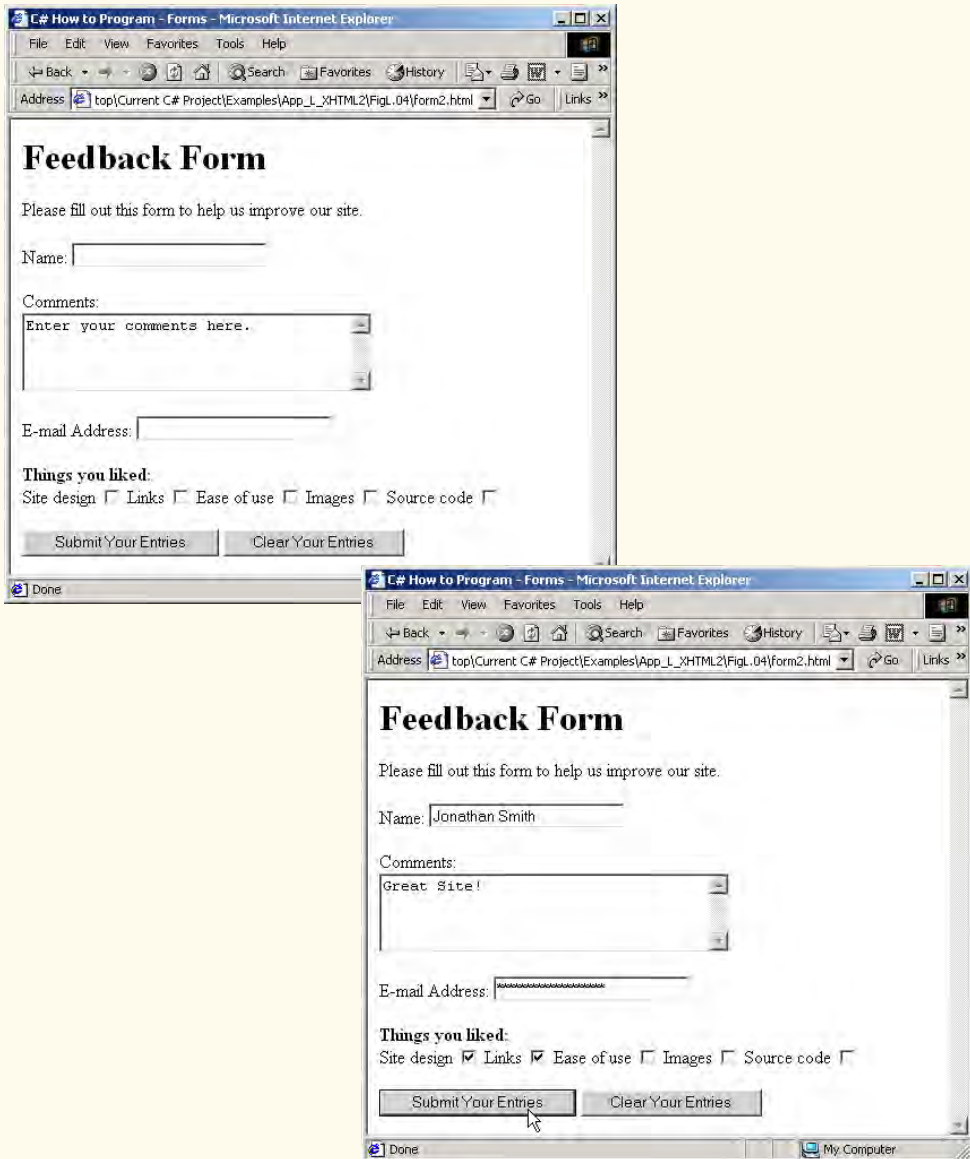 C# How to Program - Forms - Microsoft Internet Explorer
File Edit View Favorites Tools Help
Back Search Favorites History
Address top\Current C# Project\Examples\App_L_XHTML2\FigL.04\form2.html Go Links »
Feedback Form
Please fill out this form to help us improve our site.
Name:
Comments:
Enter your comments here.
E-mail Address:
Things you liked:
Site design Links Ease of use Images Source code
Submit Your Entries Clear Your Entries
Done
C# How to Program - Forms - Microsoft Internet Explorer
File Edit View Favorites Tools Help
Back Search Favorites History
Address top\Current C# Project\Examples\App_L_XHTML2\FigL.04\form2.html Go Links »
Feedback Form
Please fill out this form to help us improve our site.
Name: Jonathan Smith
Comments:
Great Site!
E-mail Address:
Things you liked:
Site design Links Ease of use Images Source code
Submit Your Entries Clear Your Entries
Done My Computer